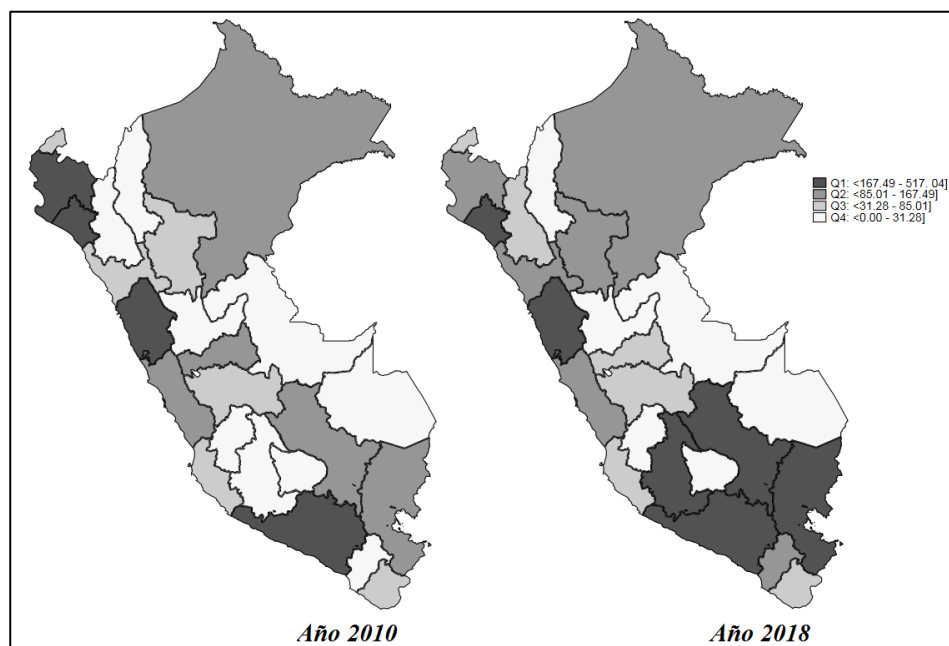 Q1: <167.49 - 517. 04]
Q2: <85.01 - 167.49]
Q3: <31.28 - 85.01]
Q4: <0.00 - 31.28]
Año 2010
Año 2018